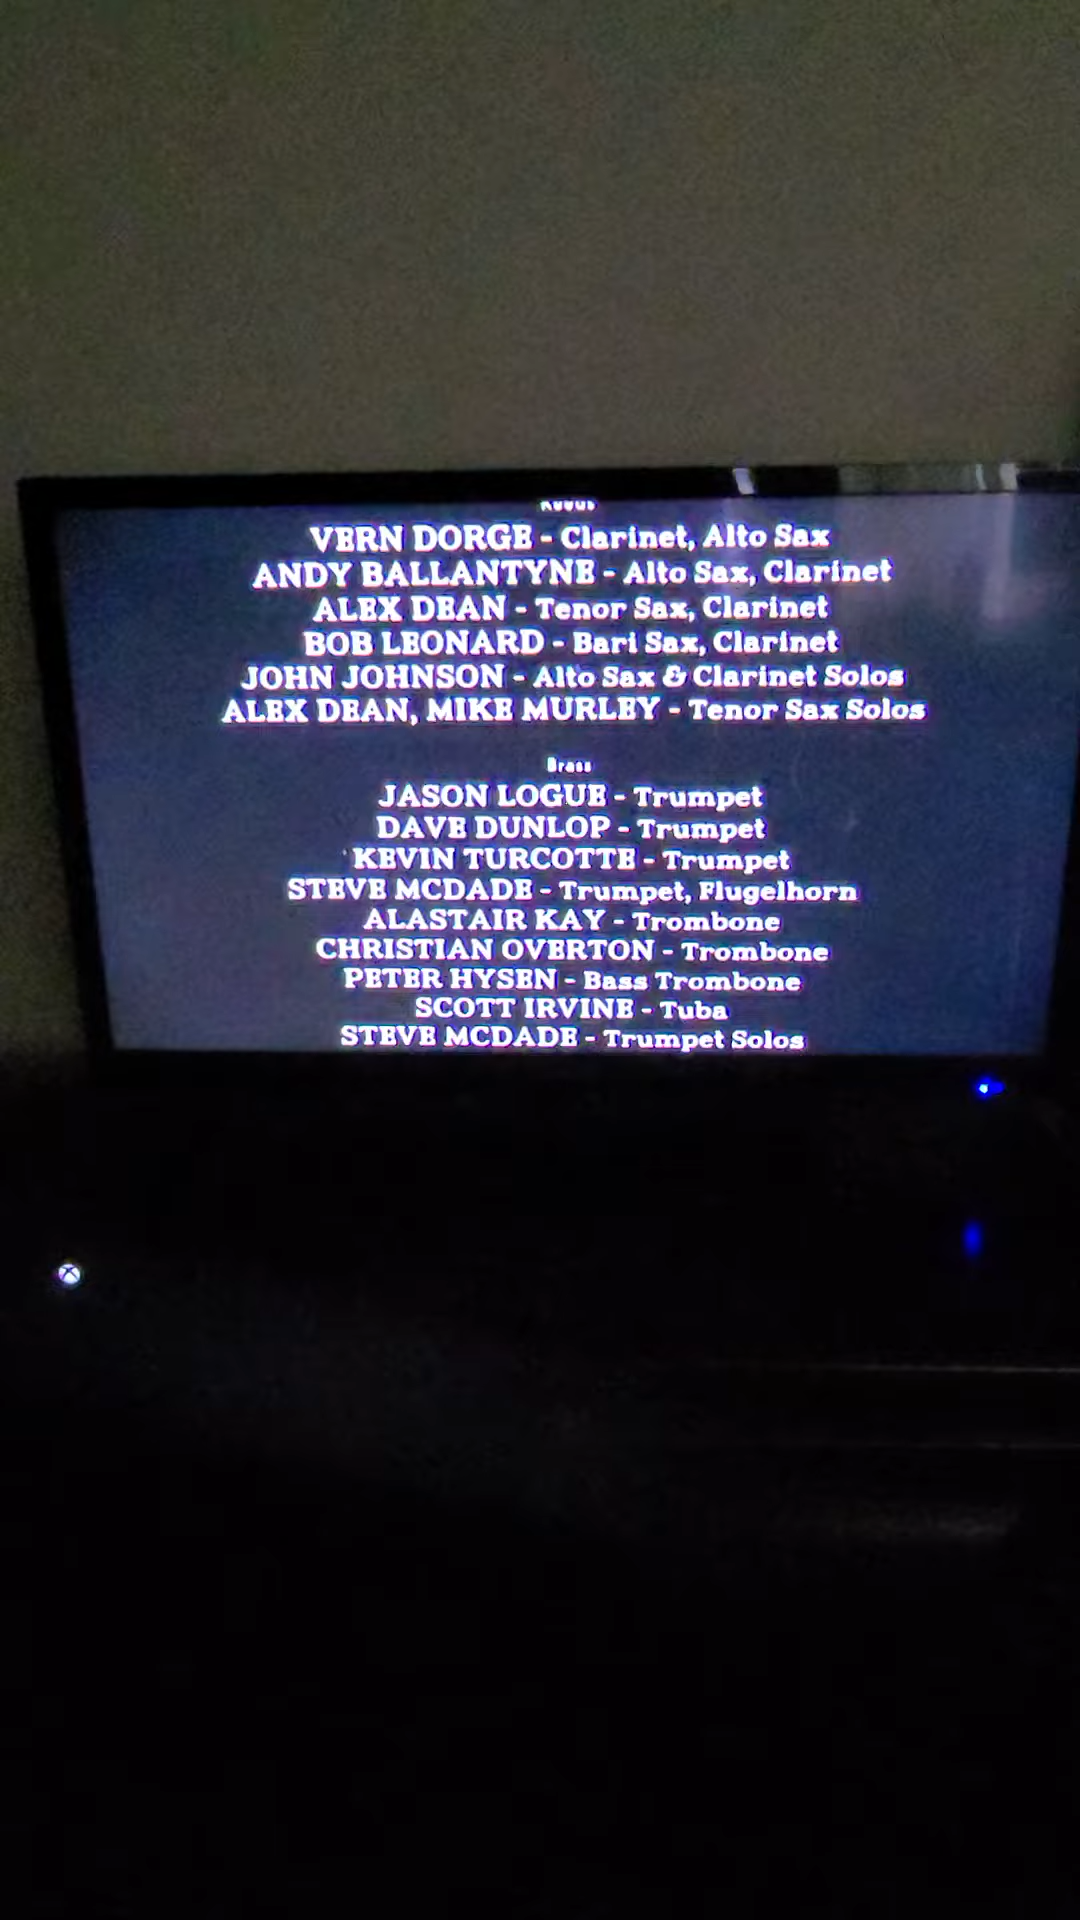 VERN DORGE - Clarinet, Alto Sax
ANDY BALLANTYNE - Alto Sax, Clarinet
ALEX DEAN - Tenor Sax, Clarinet
BOB LEONARD - Bari Sax, Clarinet
JOHN JOHNSON - Alto Sax & Clarinet Solos
ALEX DEAN, MIKE MURLEY - Tenor Sax Solos
Brass
JASON LOGUE - Trumpet
DAVE DUNLOP - Trumpet
KEVIN TURCOTTE - Trumpet
STEVE MCDADE - Trumpet, Flugelhorn
ALASTAIR KAY - Trombone
CHRISTIAN OVERTON - Trombone
PETER HYSEN - Bass Trombone
SCOTT IRVINE - Tuba
STEVE MCDADE - Trumpet Solos